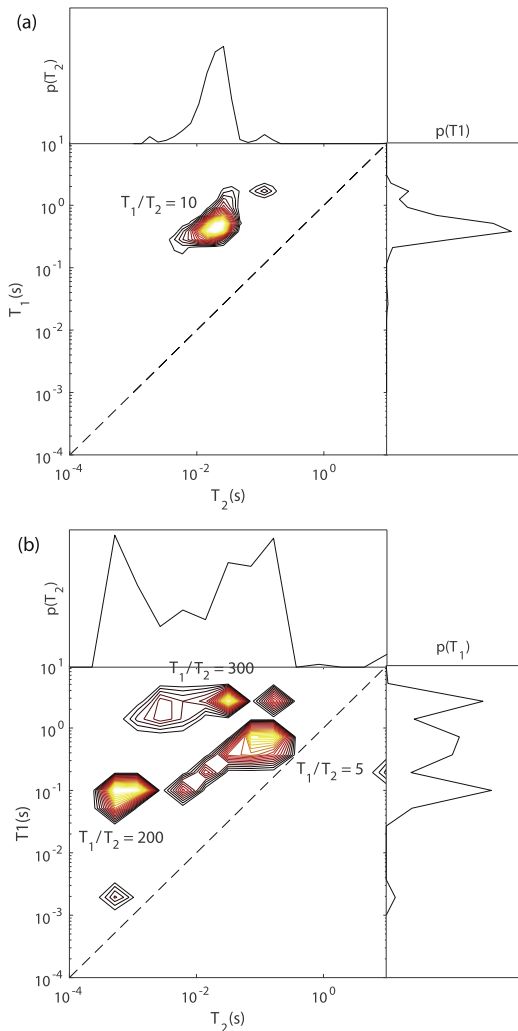 (a)
p(T₂)
p(T1)
10¹
T₁/T₂ = 10
10⁰
10⁻¹
T₁(s)
10⁻²
10⁻³
10⁻⁴
10⁻⁴ 10⁻² 10⁰
T₂(s)
(b)
p(T₂)
p(T₁)
10¹
T₁/T₂ = 300
10⁰
T₁/T₂ = 5
10⁻¹
T1(s)
T₁/T₂ = 200
10⁻²
10⁻³
10⁻⁴
10⁻⁴ 10⁻² 10⁰
T₂(s)